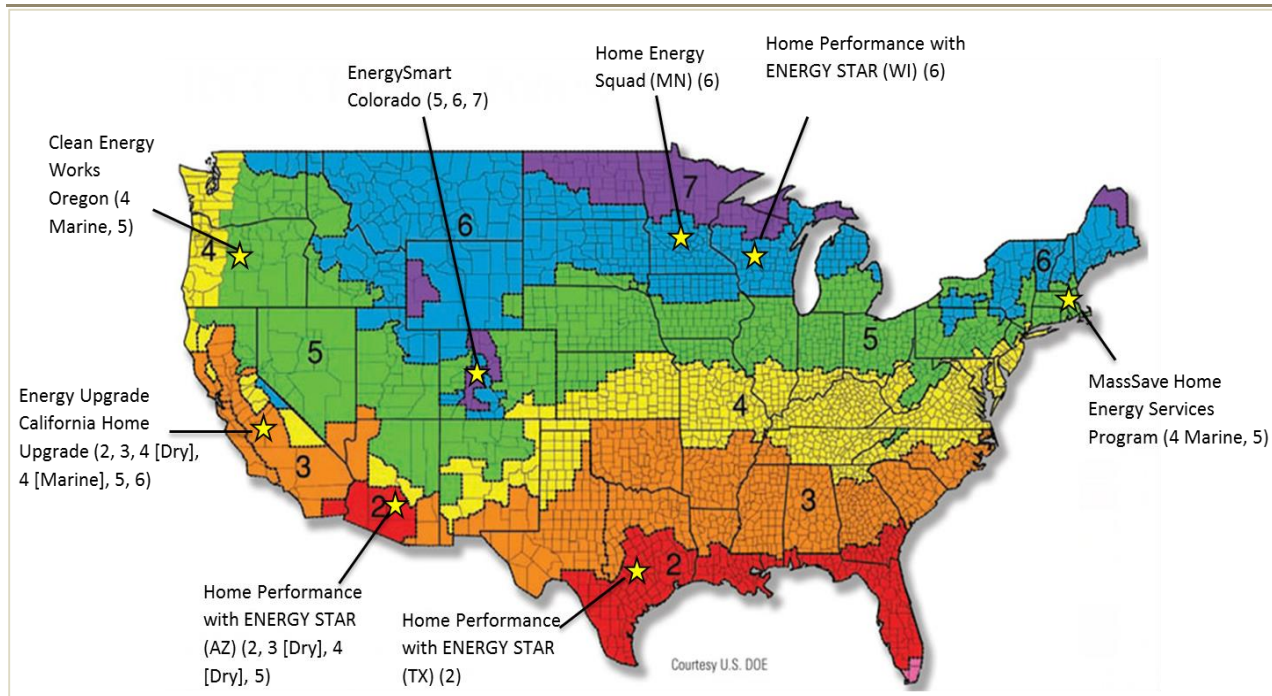 Home Energy
Squad (MN) (6)
Home Performance with
ENERGY STAR (WI) (6)
EnergySmart
Colorado (5, 6, 7)
Clean Energy
Works
Oregon (4
Marine, 5)
7
6
4
6
5
5
MassSave Home
Energy Services
Program (4 Marine, 5)
4
Energy Upgrade
California Home
Upgrade (2, 3, 4 [Dry],
4 [Marine], 5, 6)
3
3
2
2
Home Performance
with ENERGY STAR
(AZ) (2, 3 [Dry], 4
[Dry], 5)
Home Performance
with ENERGY STAR
(TX) (2)
Courtesy U.S. DOE